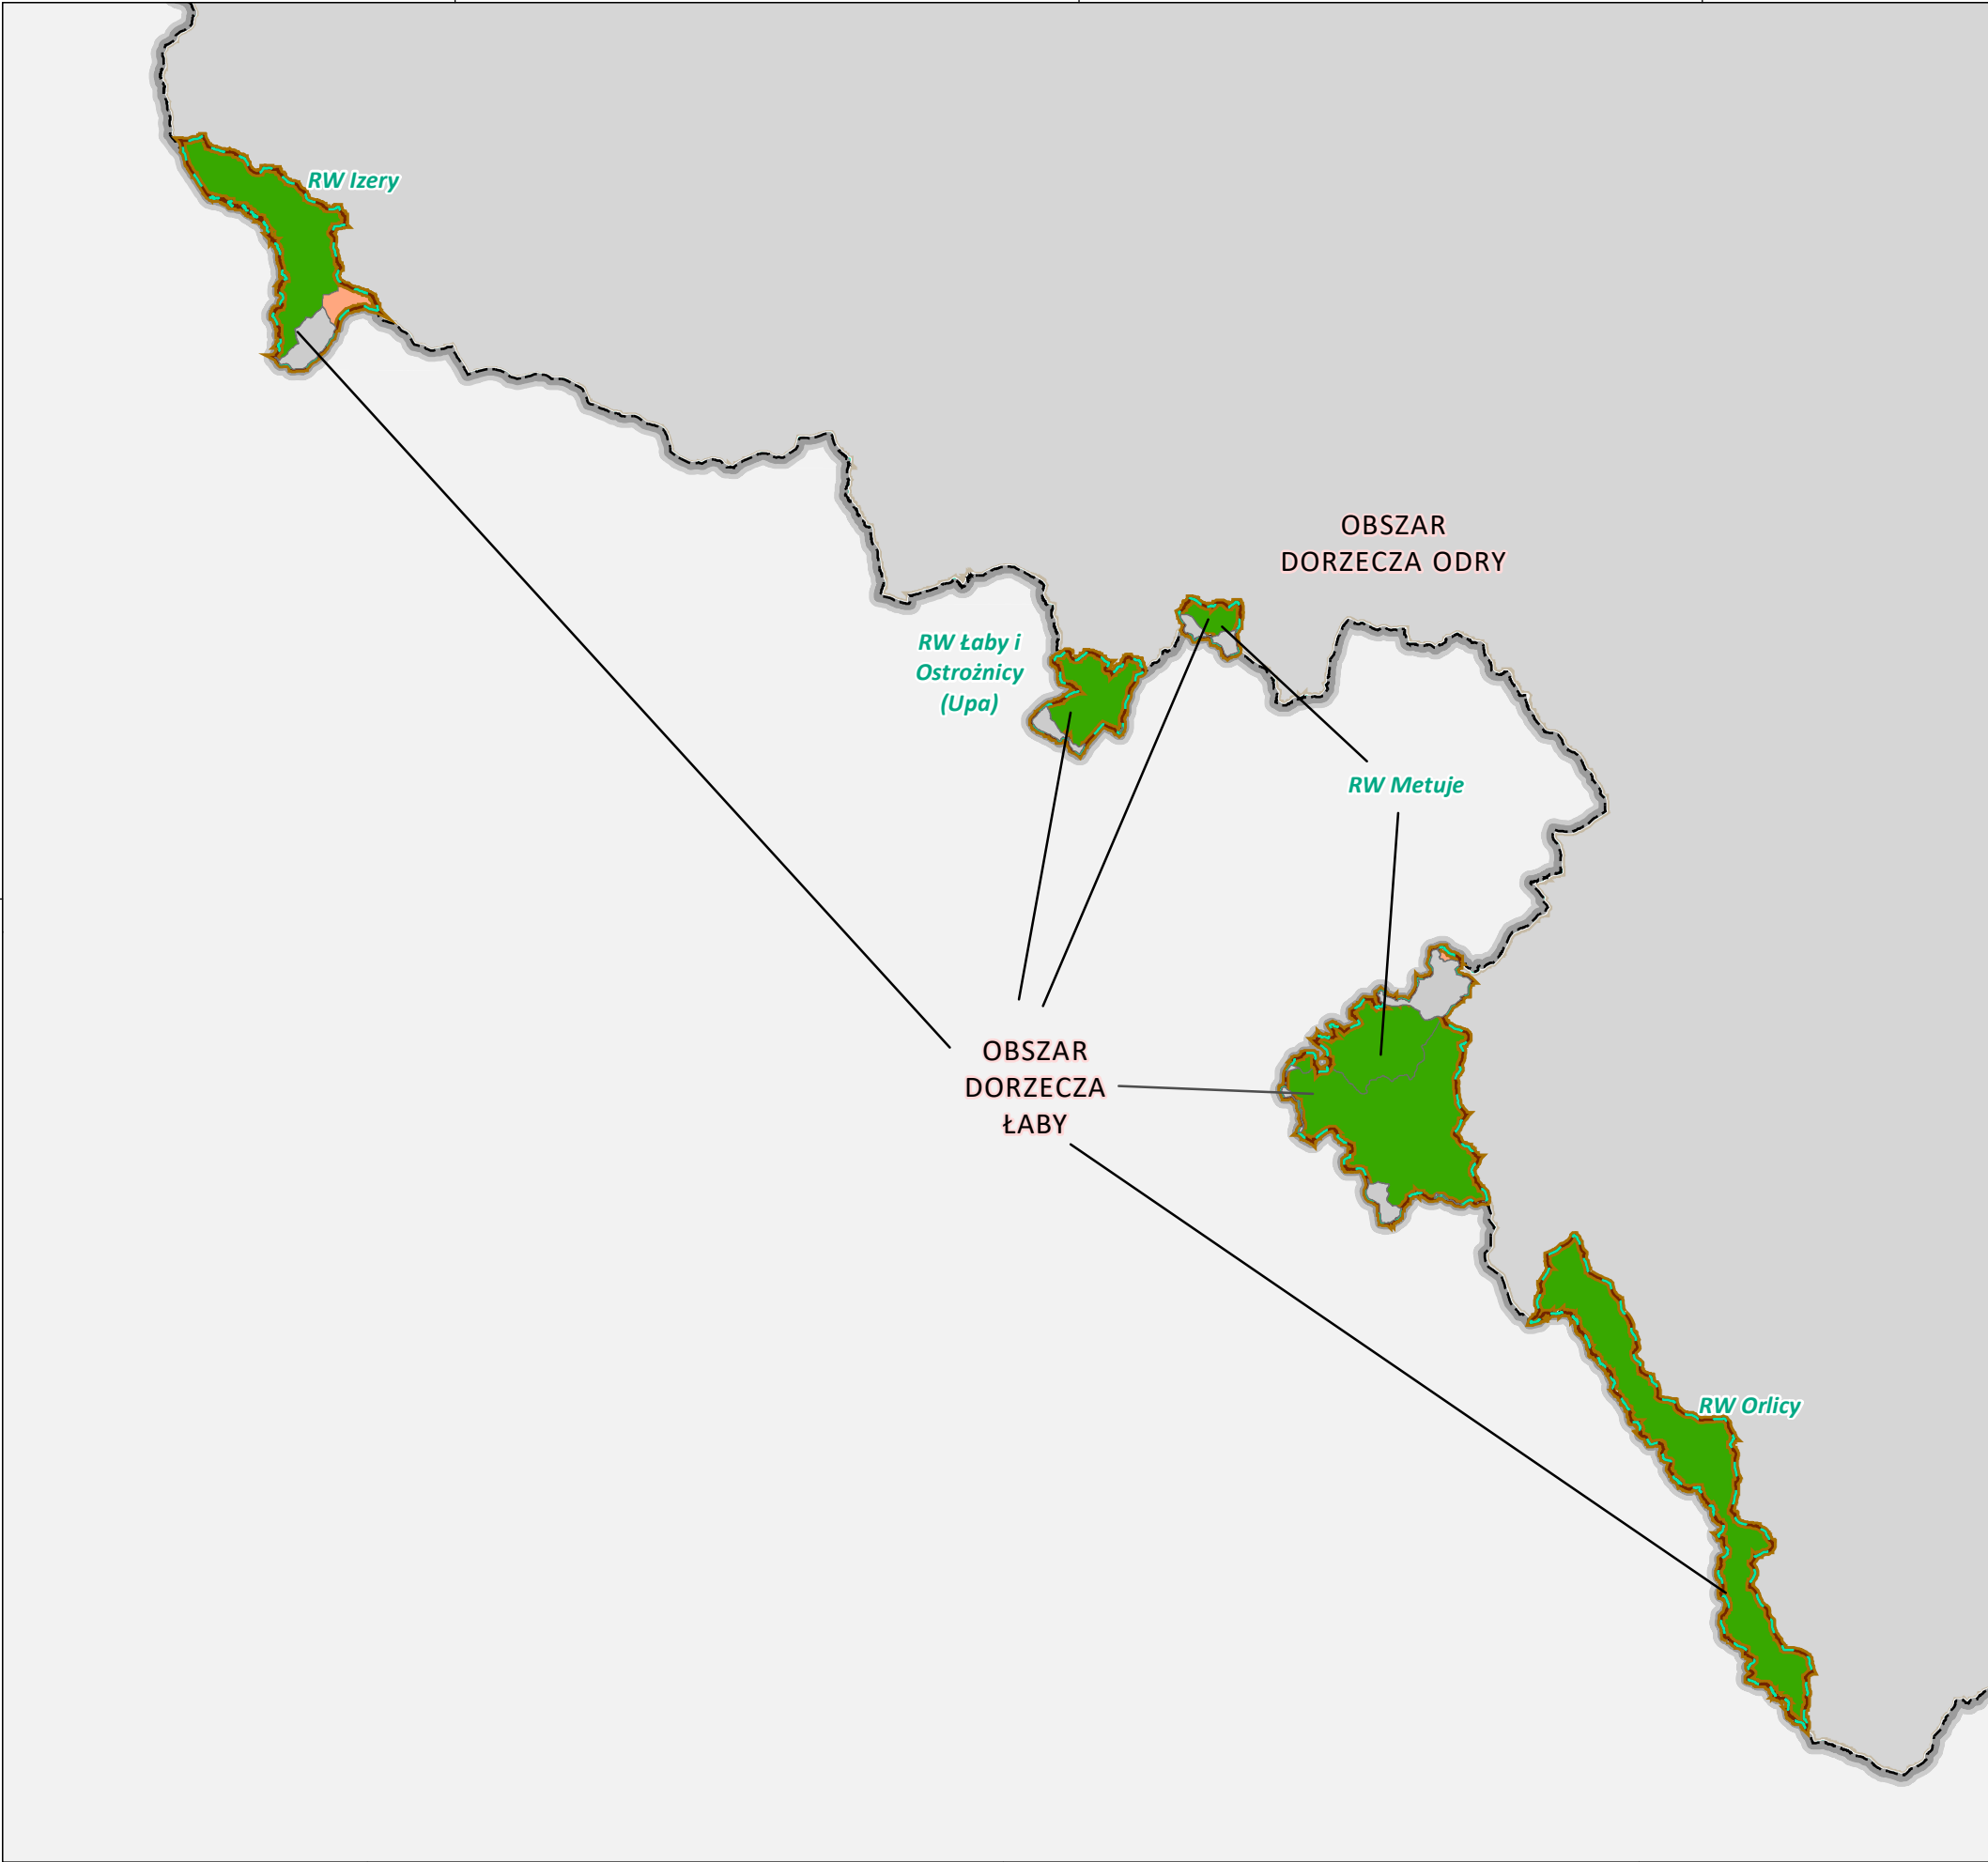 RW Izery
OBSZAR
DORZECZA ODRY
RW Łaby i
Ostrożnicy
(Upa)
RW Metuje
OBSZAR
DORZECZA
ŁABY
RW Orlicy